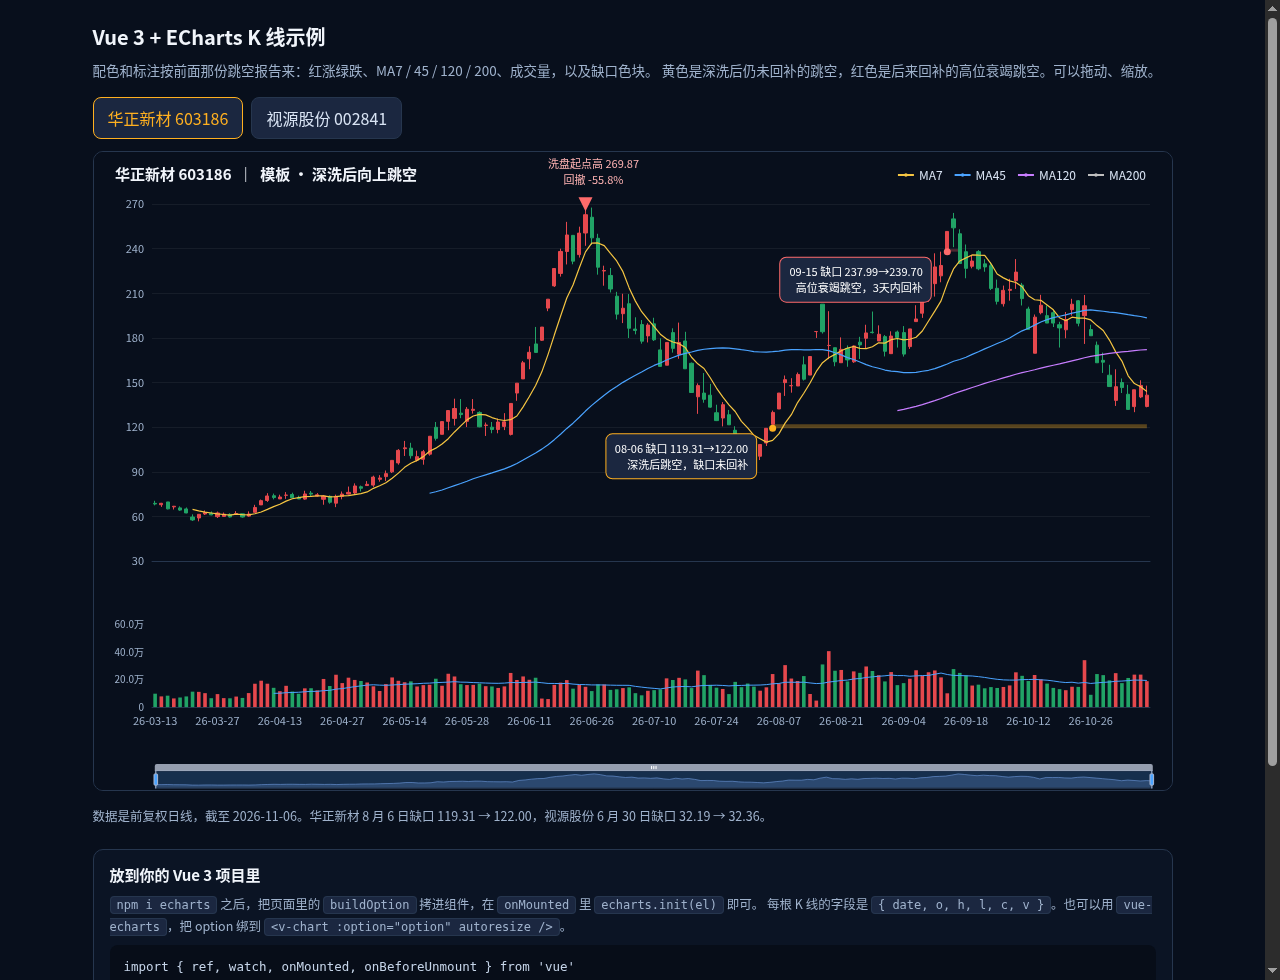 Vue 3 + ECharts K 线示例
配色和标注按前面那份跳空报告来：红涨绿跌、MA7 / 45 / 120 / 200、成交量，以及缺口色块。 黄色是深洗后仍未回补的跳空，红色是后来回补的高位衰竭跳空。可以拖动、缩放。
华正新材 603186
视源股份 002841
华正新材 603186 ｜ 模板 · 深洗后向上跳空
洗盘起点高 269.87
回撤 -55.8%
MA7
MA45
MA120
MA200
270
240
210
180
150
120
90
60
30
09-15 缺口 237.99→239.70
高位衰竭跳空，3天内回补
08-06 缺口 119.31→122.00
深洗后跳空，缺口未回补
60.0万
40.0万
20.0万
0
26-03-13 26-03-27 26-04-13 26-04-27 26-05-14 26-05-28 26-06-11 26-06-26 26-07-10 26-07-24 26-08-07 26-08-21 26-09-04 26-09-18 26-10-12 26-10-26
数据是前复权日线，截至 2026-11-06。华正新材 8 月 6 日缺口 119.31 → 122.00，视源股份 6 月 30 日缺口 32.19 → 32.36。
放到你的 Vue 3 项目里
npm i echarts 之后，把页面里的 buildOption 拷进组件，在 onMounted 里 echarts.init(el) 即可。 每根 K 线的字段是 { date, o, h, l, c, v } 。也可以用 vue-
echarts ，把 option 绑到 <v-chart :option="option" autoresize /> 。
import { ref, watch, onMounted, onBeforeUnmount } from 'vue'